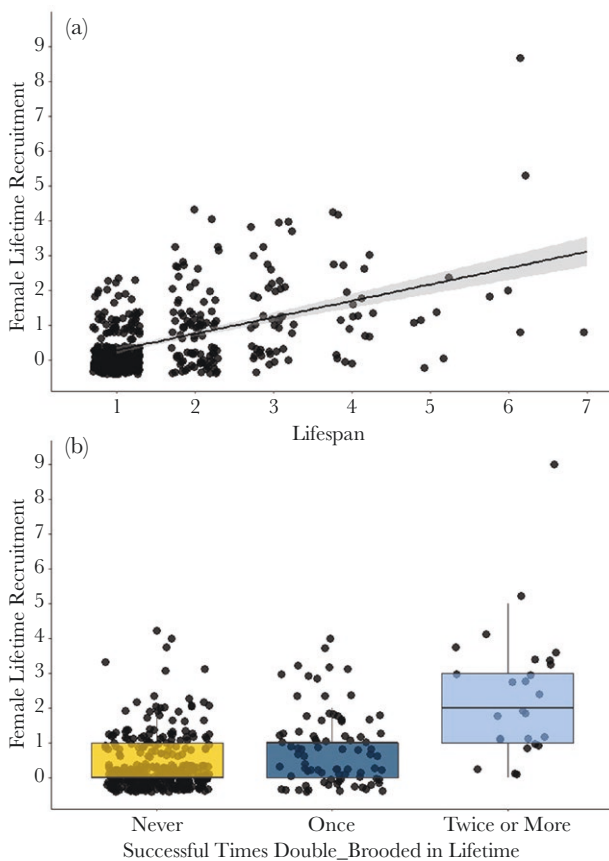 (a)
Female Lifetime Recruitment
9
8
7
6
5
4
3
2
1
0
1 2 3 4 5 6 7
Lifespan
(b)
Female Lifetime Recruitment
9
8
7
6
5
4
3
2
1
0
Never Once Twice or More
Successful Times Double_Brooded in Lifetime